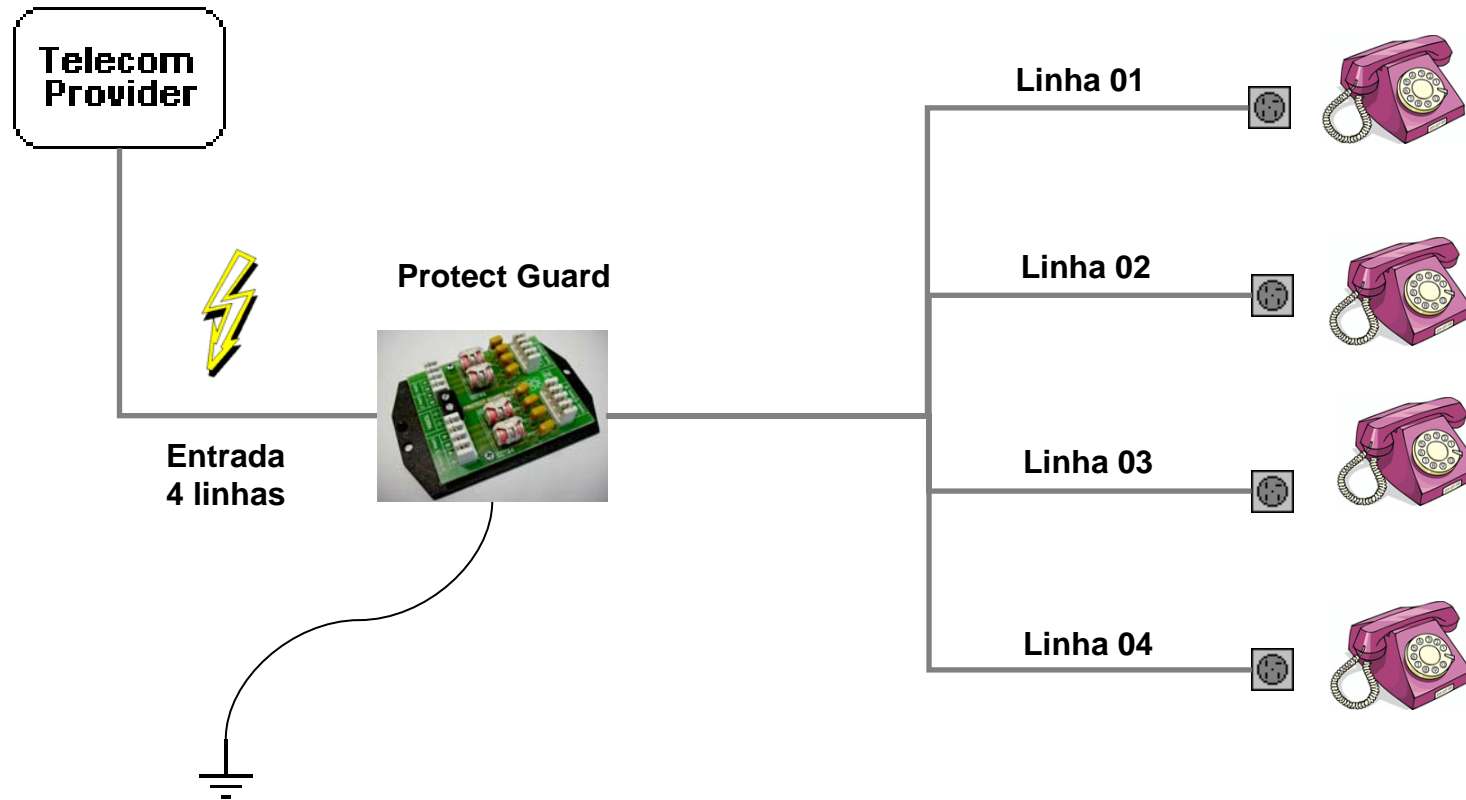 Telecom
Provider
Linha 01
Linha 02
Protect Guard
Entrada
4 linhas
Linha 03
Linha 04